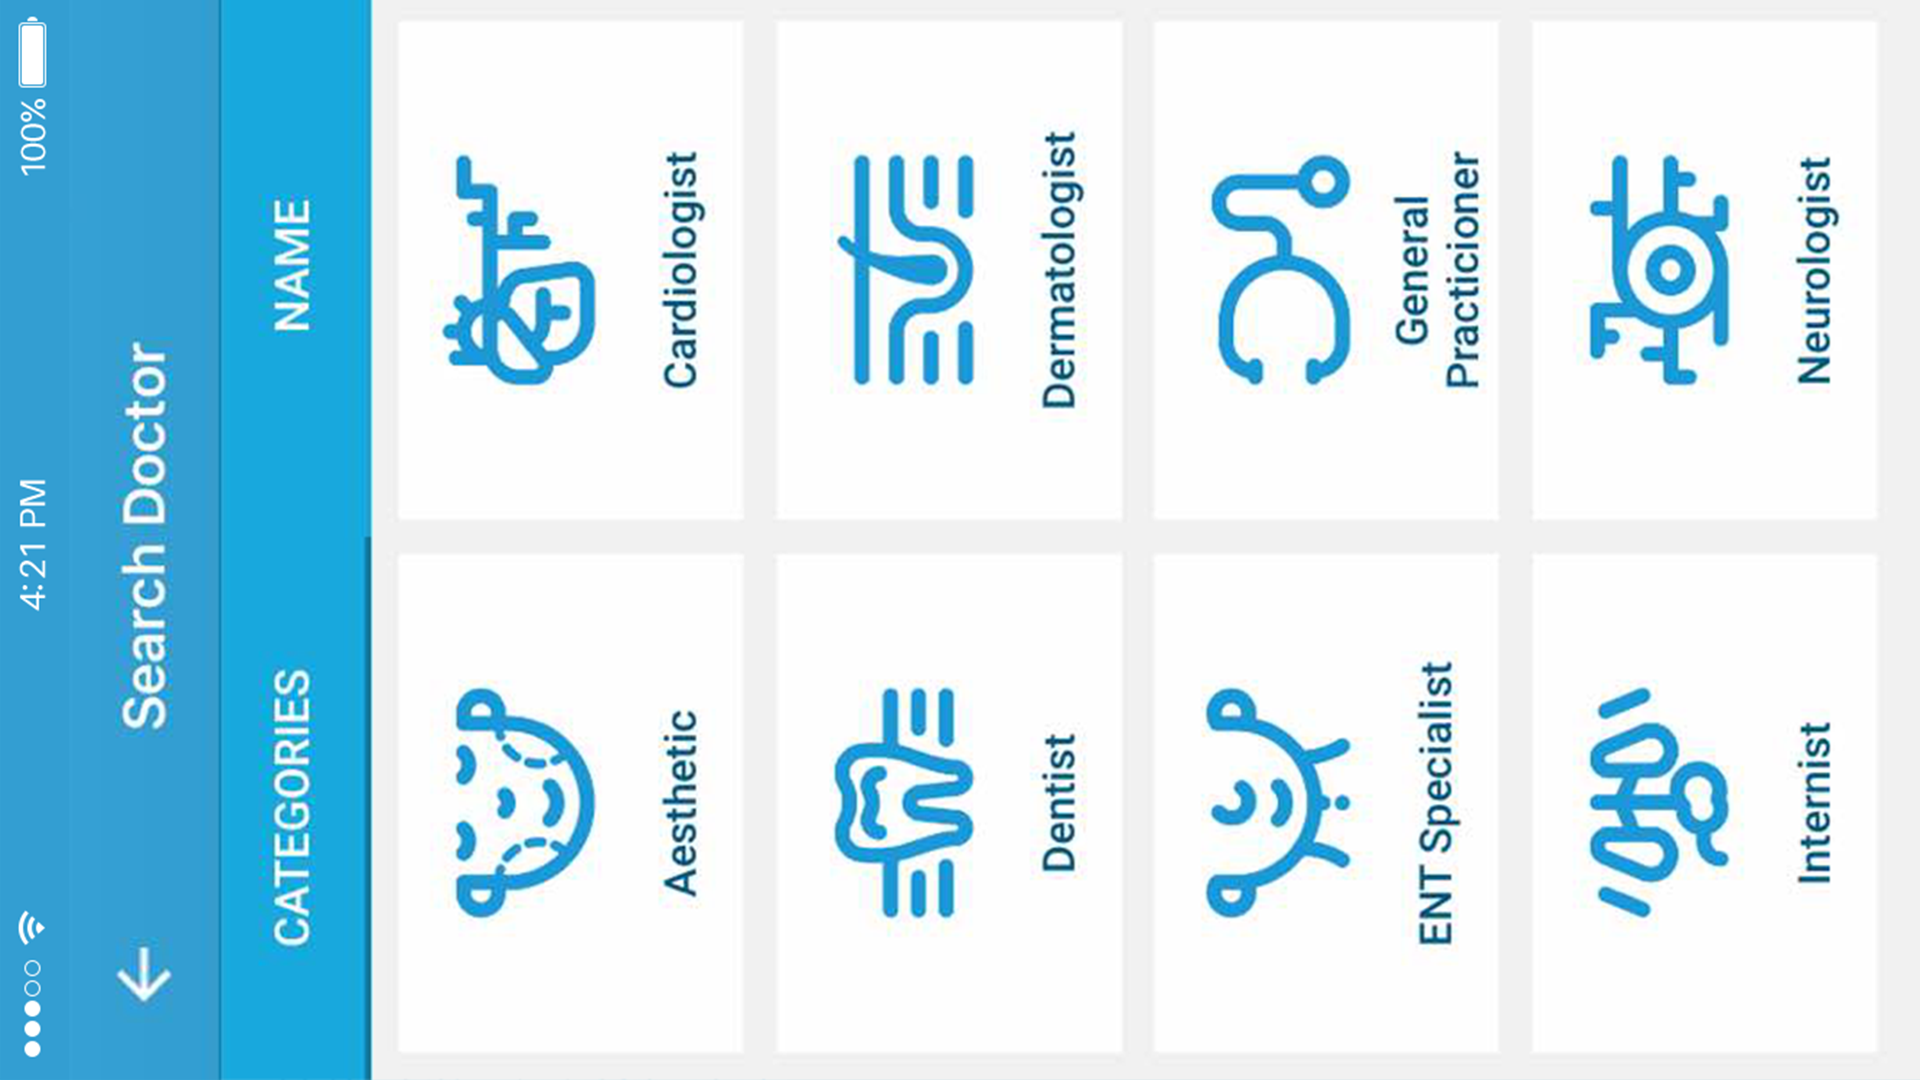 4:21 PM
100%
Search Doctor
CATEGORIES
NAME
Aesthetic
Cardiologist
Dentist
Dermatologist
ENT Specialist
General
Practicioner
Internist
Neurologist